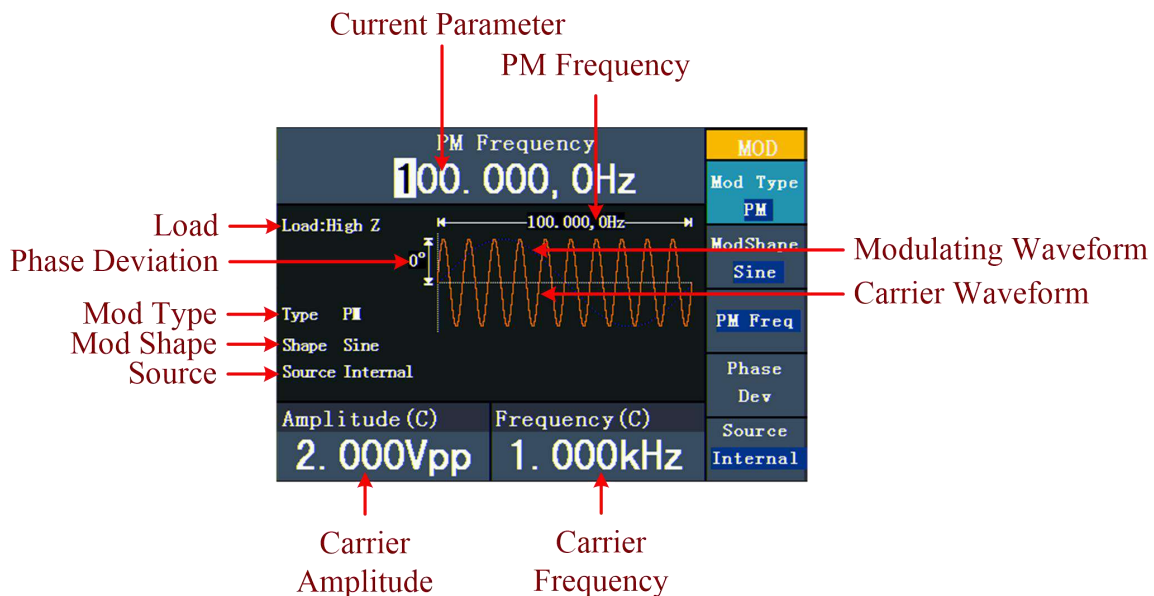 Current Parameter
PM Frequency
PM Frequency
100.000,0Hz
MOD
Mod Type
PM
ModShape
Sine
PM Freq
Phase
Dev
Source
Internal
Load
Load:High Z
100.000,0Hz
Phase Deviation
0°
Modulating Waveform
Carrier Waveform
Mod Type
Type PM
Mod Shape
Shape Sine
Source
Source Internal
Amplitude(C)
2.000Vpp
Frequency(C)
1.000kHz
Carrier
Amplitude
Carrier
Frequency